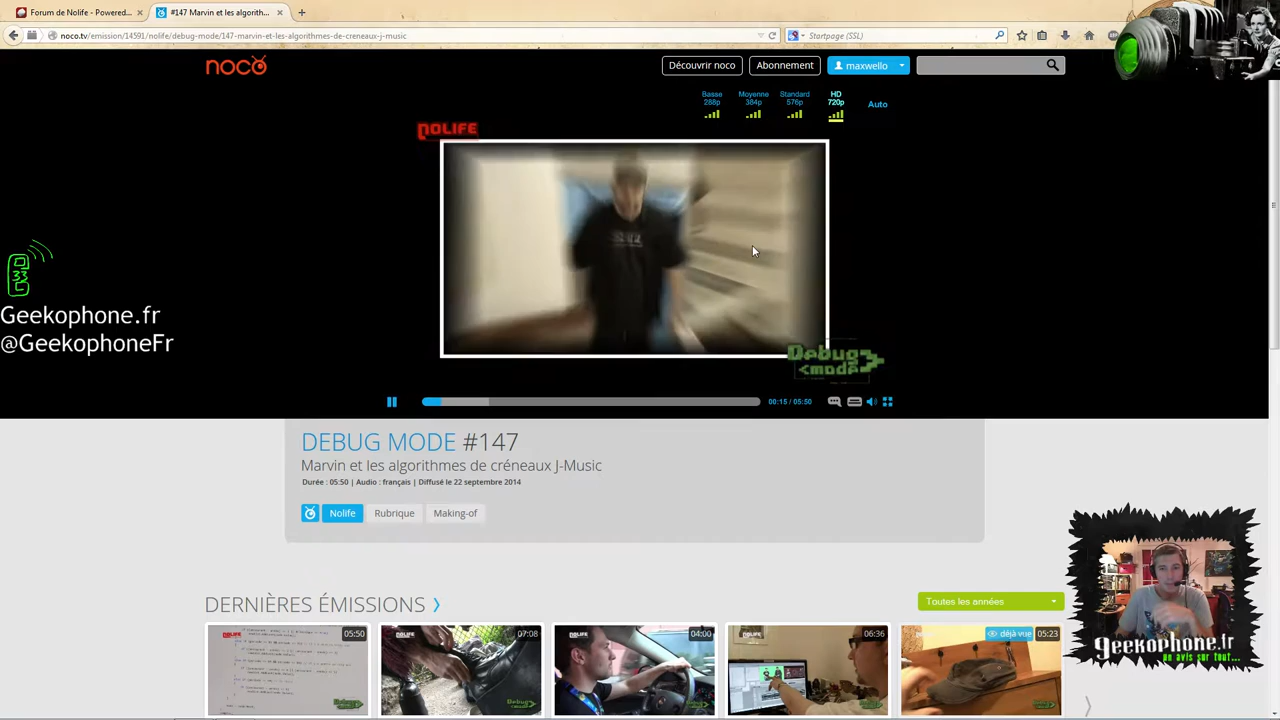 Forum de Nolife - Powered...
#147 Marvin et les algorith...
noco.tv/emission/14591/nolife/debug-mode/147-marvin-et-les-algorithmes-de-creneaux-j-music
Startpage (SSL)
noco
Découvrir noco
Abonnement
maxwello
Basse
288p
Moyenne
384p
Standard
576p
HD
720p
Auto
NOLIFE
Geekophone.fr
@GeekophoneFr
Debug
<mode>
00:15 / 05:50
DEBUG MODE #147
Marvin et les algorithmes de créneaux J-Music
Durée : 05:50 | Audio : français | Diffusé le 22 septembre 2014
Nolife
Rubrique
Making-of
DERNIÈRES ÉMISSIONS
Toutes les années
05:50
07:08
04:00
06:36
déjà vue
05:23
Geekophone.fr
un avis sur tout...